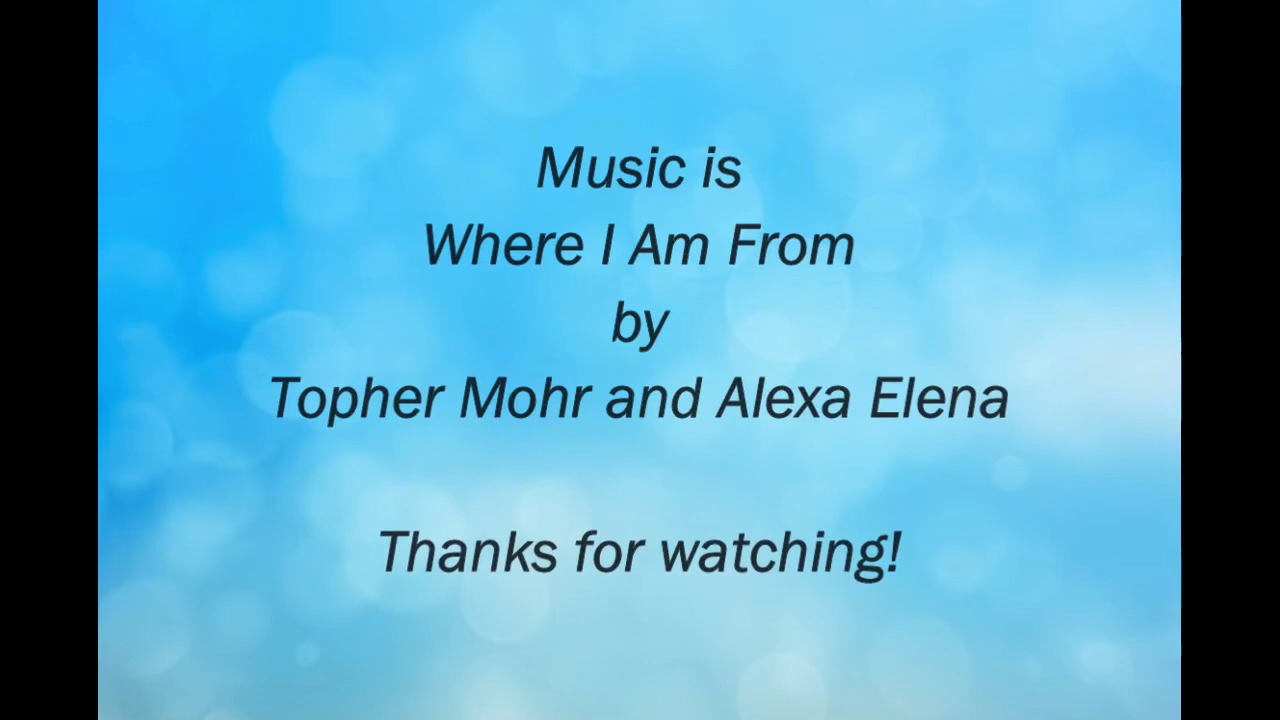 Music is
Where I Am From
by
Topher Mohr and Alexa Elena
Thanks for watching!